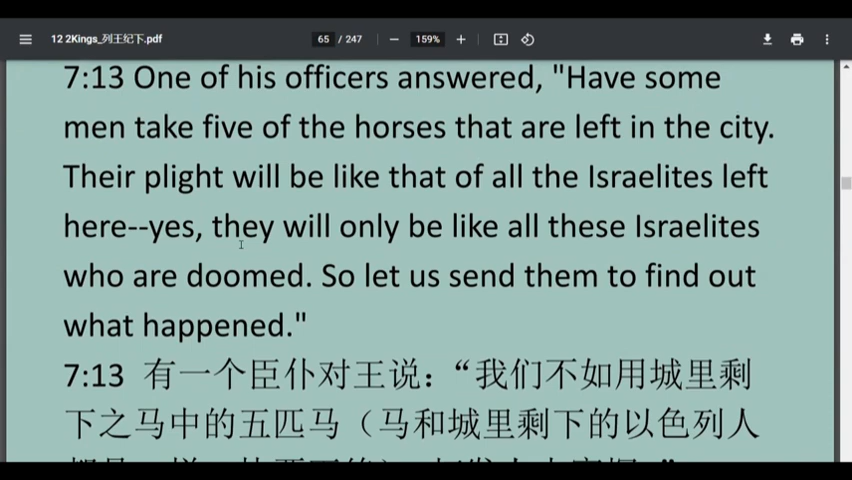 12 2Kings_列王纪下.pdf
65 / 247
159%
7:13 One of his officers answered, "Have some
men take five of the horses that are left in the city.
Their plight will be like that of all the Israelites left
here--yes, they will only be like all these Israelites
who are doomed. So let us send them to find out
what happened."
7:13 有一个臣仆对王说：“我们不如用城里剩
下之马中的五匹马（马和城里剩下的以色列人